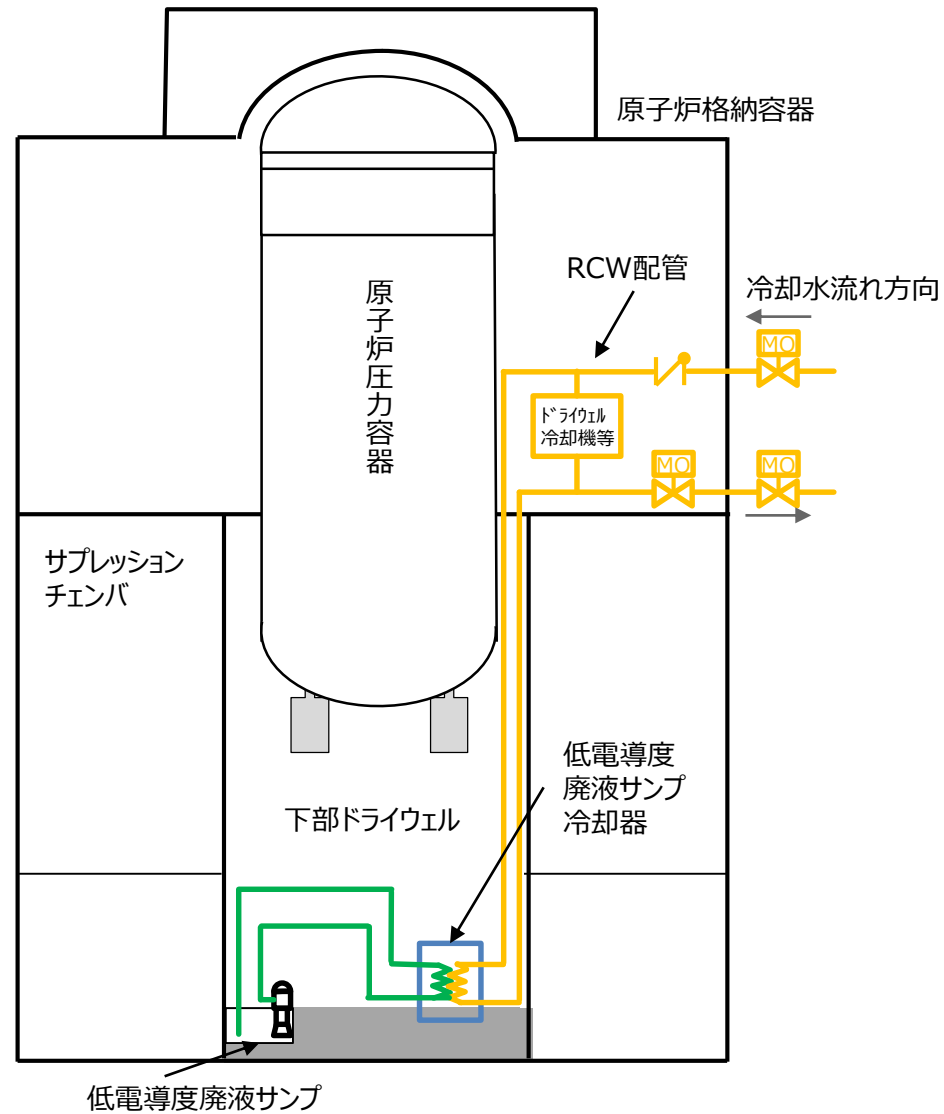 原子炉格納容器
RCW配管
冷却水流れ方向
MO
原子炉圧力容器
ﾄﾞﾗｲｳｪﾙ
冷却機等
MO
MO
サプレッション
チェンバ
低電導度
廃液サンプ
冷却器
下部ドライウェル
低電導度廃液サンプ